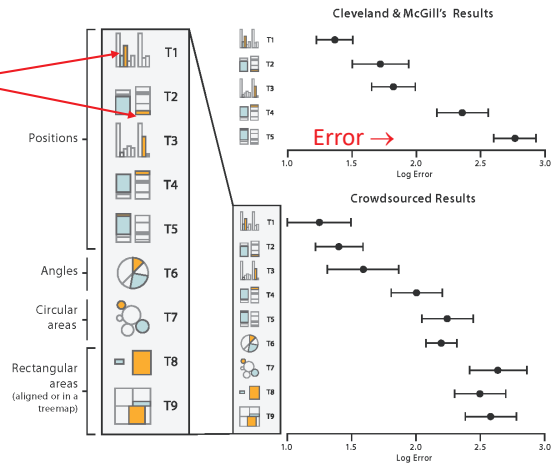 Cleveland & McGill's Results
T1
T2
T3
T4
T5
Error →
1.0 1.5 2.0 2.5 3.0
Log Error
Positions
T1
T2
T3
T4
T5
Angles
T6
Circular
areas
T7
Rectangular
areas
(aligned or in a
treemap)
T8
T9
Crowdsourced Results
T1
T2
T3
T4
T5
T6
T7
T8
T9
1.0 1.5 2.0 2.5 3.0
Log Error